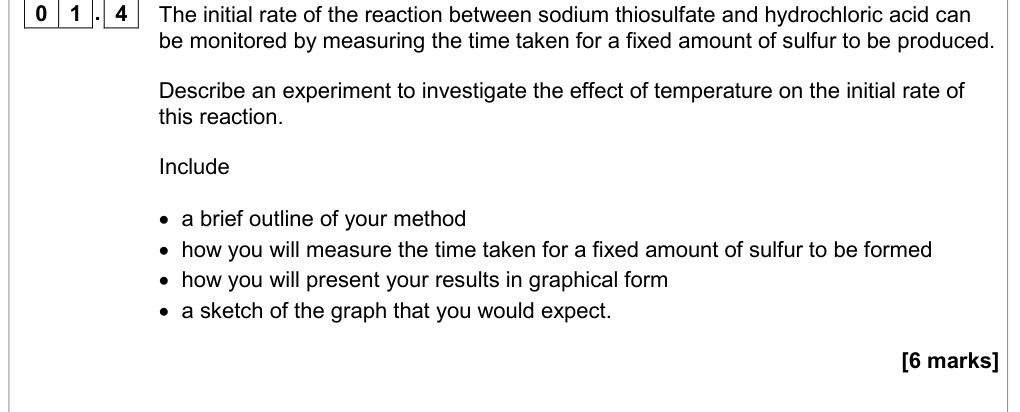 0 1 . 4 The initial rate of the reaction between sodium thiosulfate and hydrochloric acid can
be monitored by measuring the time taken for a fixed amount of sulfur to be produced.
Describe an experiment to investigate the effect of temperature on the initial rate of
this reaction.
Include
• a brief outline of your method
• how you will measure the time taken for a fixed amount of sulfur to be formed
• how you will present your results in graphical form
• a sketch of the graph that you would expect.
[6 marks]